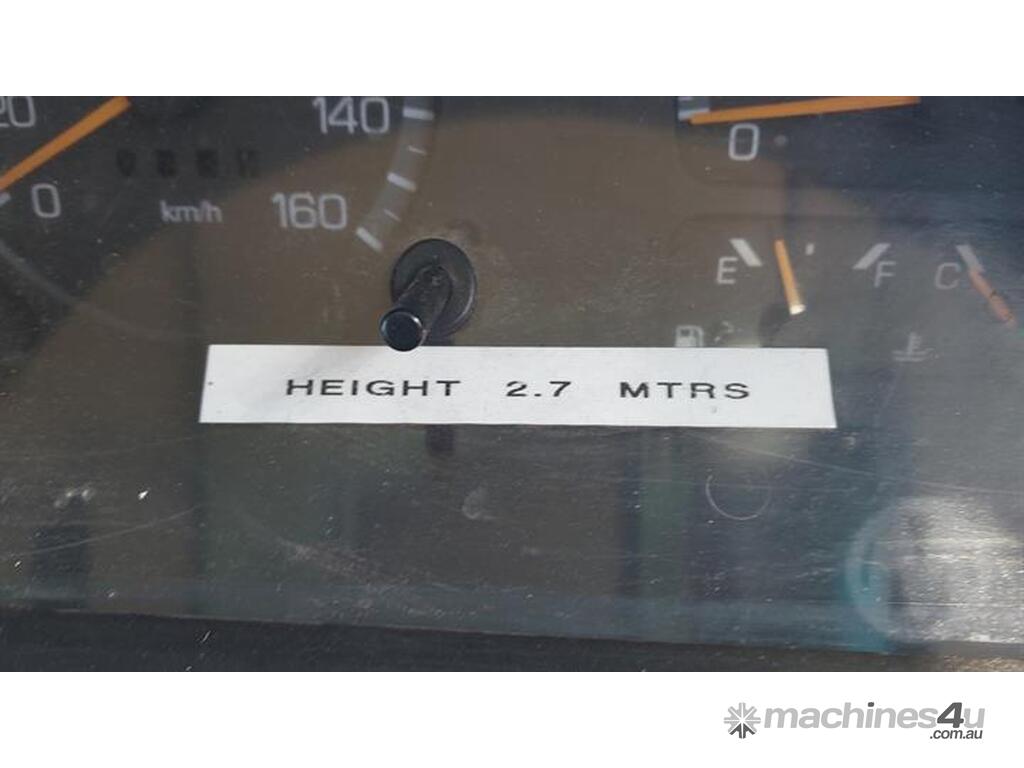 20 140 0
0 km/h 160
E F C
HEIGHT 2.7 MTRS
machines4u
.com.au